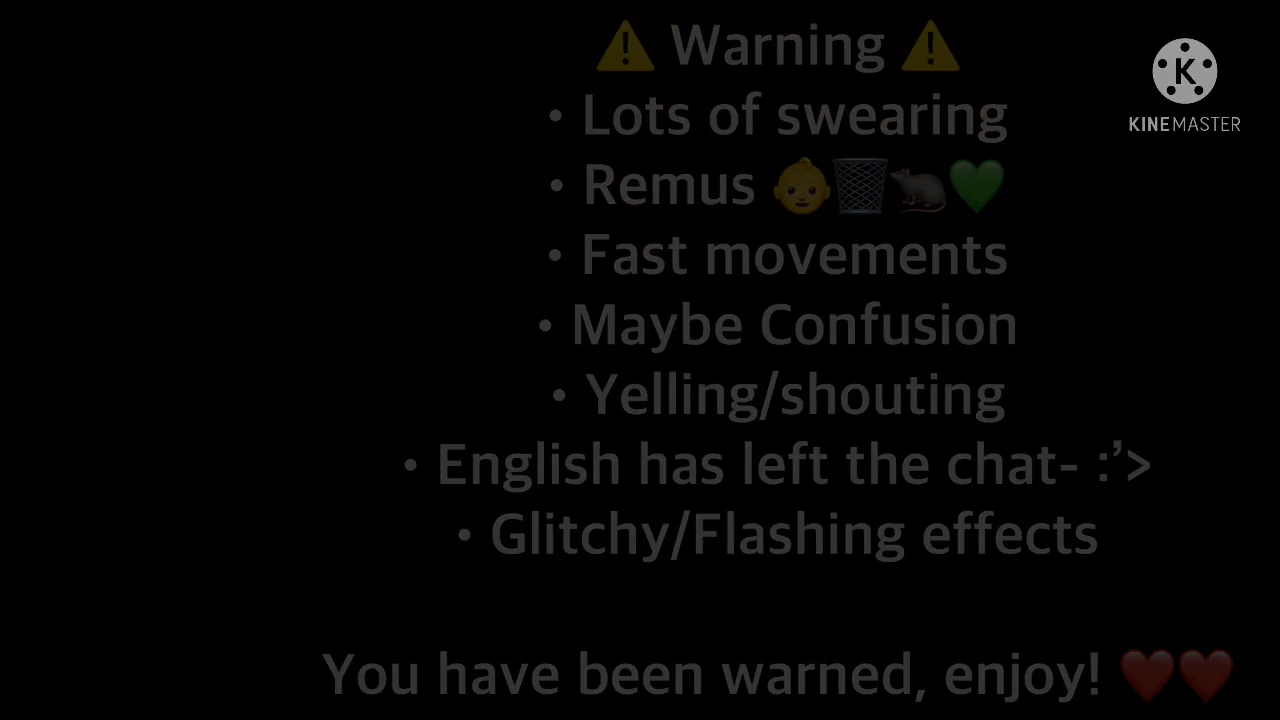 ⚠️ Warning ⚠️
• Lots of swearing
• Remus 👶🗑️🐀💚
• Fast movements
• Maybe Confusion
• Yelling/shouting
• English has left the chat- :’>
• Glitchy/Flashing effects
You have been warned, enjoy! ❤️❤️
K
KINEMASTER